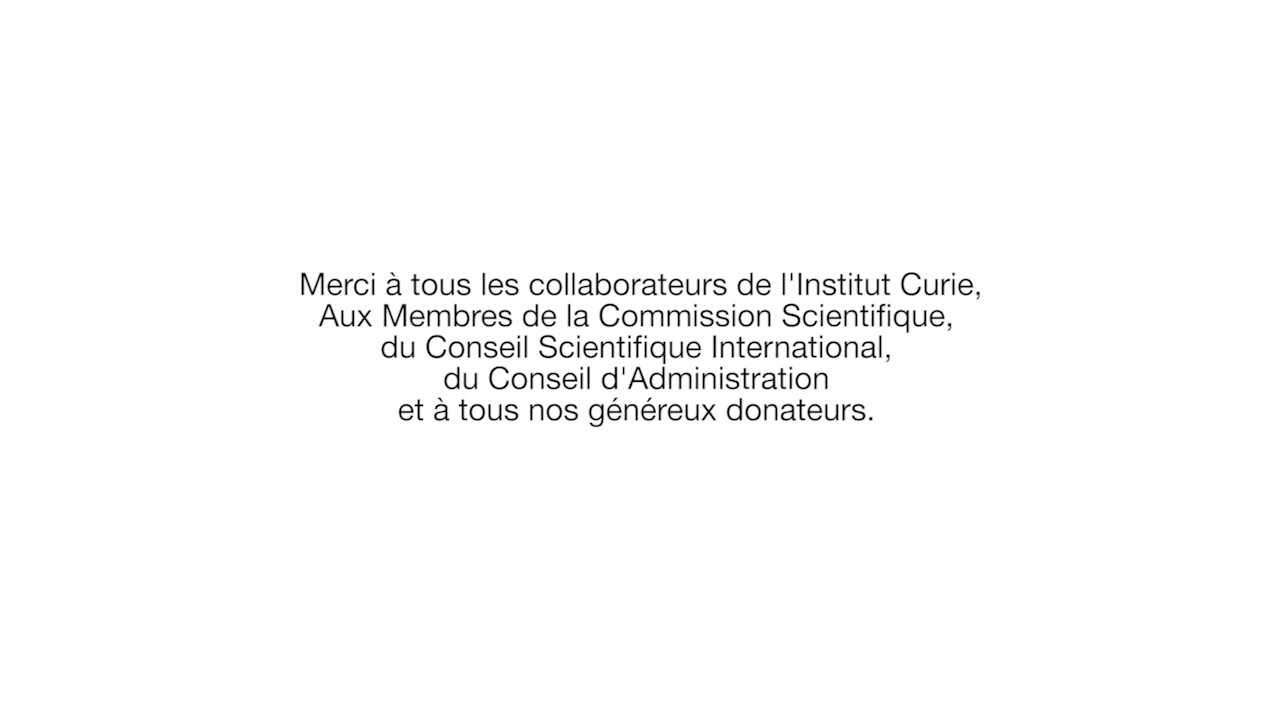 Merci à tous les collaborateurs de l'Institut Curie,
Aux Membres de la Commission Scientifique,
du Conseil Scientifique International,
du Conseil d'Administration
et à tous nos généreux donateurs.